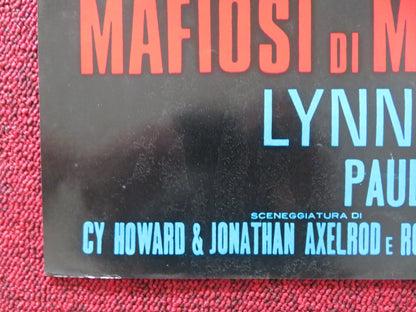 MAFIOSI DI
LYNN
PAUL
SCENEGGIATURA DI
CY HOWARD & JONATHAN AXELROD E